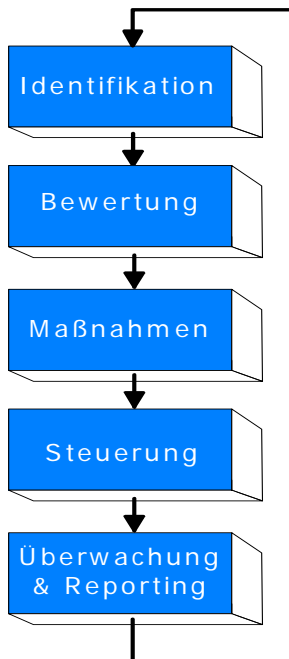 Identifikation
Bewertung
Maßnahmen
Steuerung
Überwachung
& Reporting